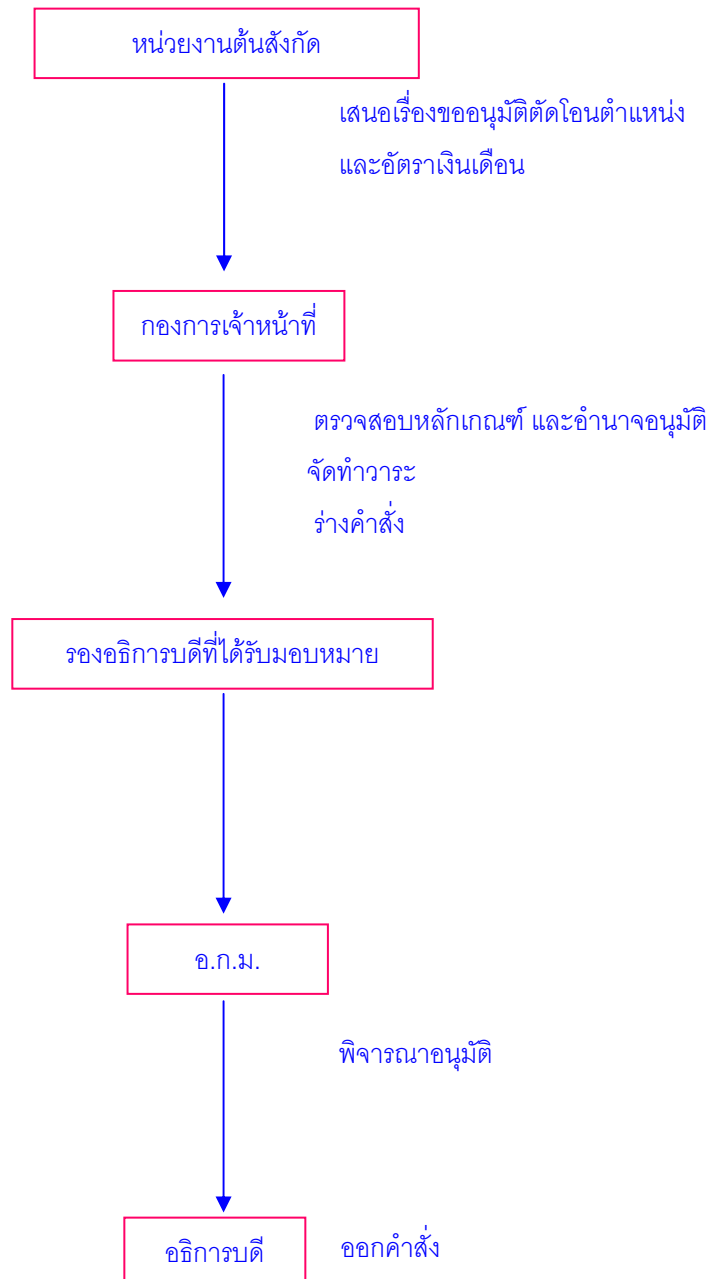 หน่วยงานต้นสังกัด
เสนอเรื่องขออนุมัติตัดโอนตำแหน่ง
และอัตราเงินเดือน
กองการเจ้าหน้าที่
ตรวจสอบหลักเกณฑ์ และอำนาจอนุมัติ
จัดทำวาระ
ร่างคำสั่ง
รองอธิการบดีที่ได้รับมอบหมาย
อ.ก.ม.
พิจารณาอนุมัติ
อธิการบดี
ออกคำสั่ง